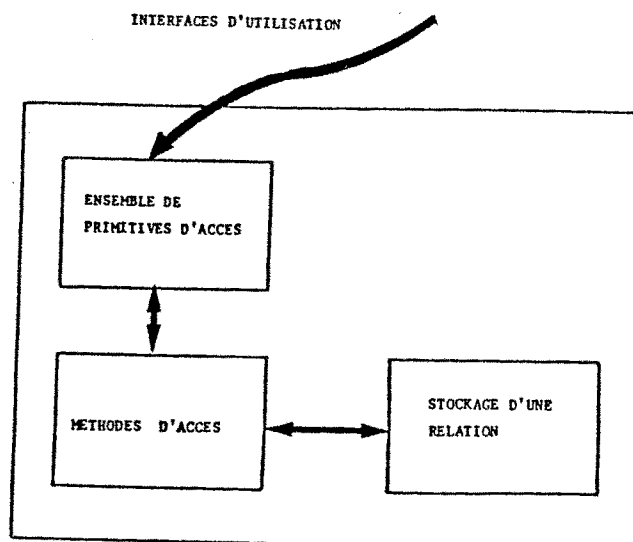 INTERFACES D'UTILISATION
ENSEMBLE DE
PRIMITIVES D'ACCES
METHODES D'ACCES
STOCKAGE D'UNE
RELATION